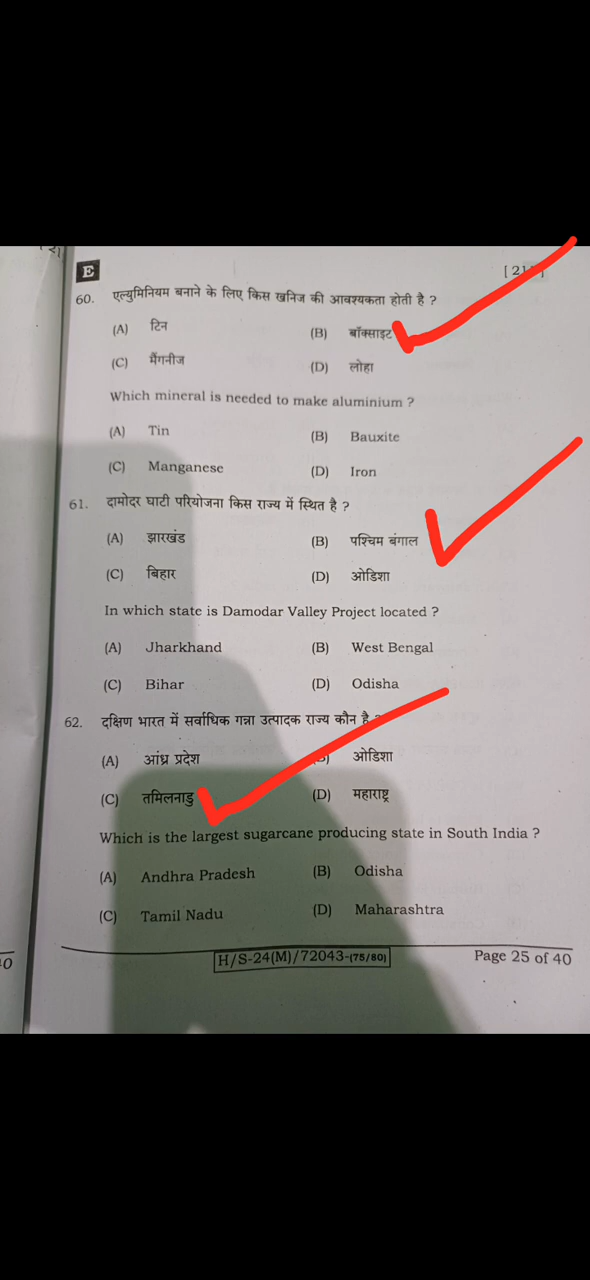 E
[ 21
60. एल्युमिनियम बनाने के लिए किस खनिज की आवश्यकता होती है ?
(A) टिन (B) बॉक्साइट
(C) मैंगनीज (D) लोहा
Which mineral is needed to make aluminium ?
(A) Tin (B) Bauxite
(C) Manganese (D) Iron
61. दामोदर घाटी परियोजना किस राज्य में स्थित है ?
(A) झारखंड (B) पश्चिम बंगाल
(C) बिहार (D) ओडिशा
In which state is Damodar Valley Project located ?
(A) Jharkhand (B) West Bengal
(C) Bihar (D) Odisha
62. दक्षिण भारत में सर्वाधिक गन्ना उत्पादक राज्य कौन है ?
(A) आंध्र प्रदेश (B) ओडिशा
(C) तमिलनाडु (D) महाराष्ट्र
Which is the largest sugarcane producing state in South India ?
(A) Andhra Pradesh (B) Odisha
(C) Tamil Nadu (D) Maharashtra
H/S-24(M)/72043-(75/80) Page 25 of 40